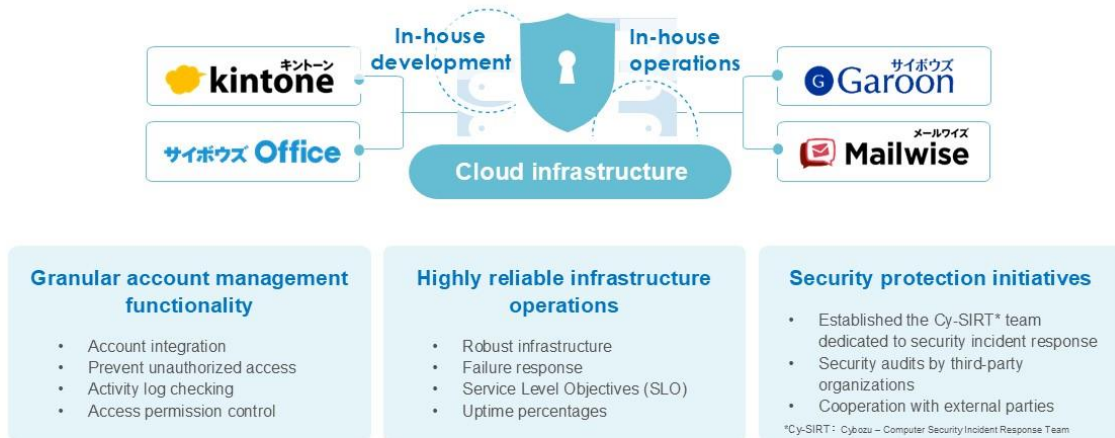 In-house
development
In-house
operations
キントーン
kintone
サイボウズ Office
サイボウズ
G Garoon
メールワイズ
Mailwise
Cloud infrastructure
Granular account management
functionality
• Account integration
• Prevent unauthorized access
• Activity log checking
• Access permission control
Highly reliable infrastructure
operations
• Robust infrastructure
• Failure response
• Service Level Objectives (SLO)
• Uptime percentages
Security protection initiatives
• Established the Cy-SIRT* team
dedicated to security incident response
• Security audits by third-party
organizations
• Cooperation with external parties
*Cy-SIRT: Cybozu – Computer Security Incident Response Team